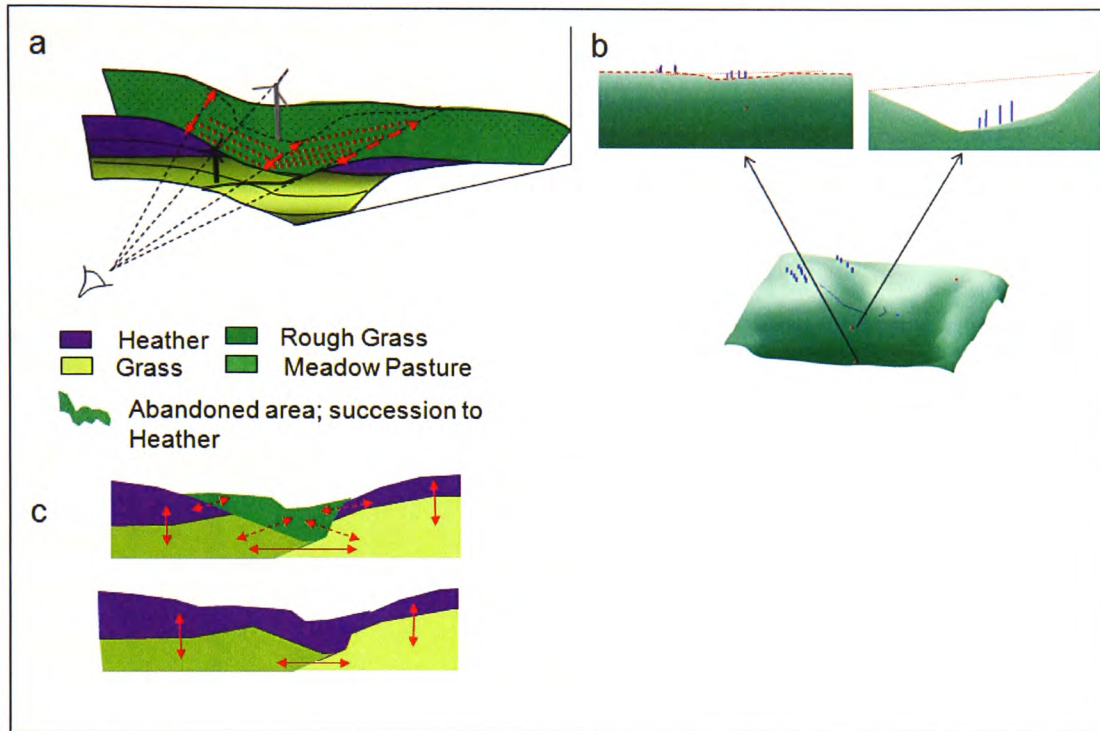 a
b
Heather
Rough Grass
Grass
Meadow Pasture
Abandoned area; succession to
Heather
c